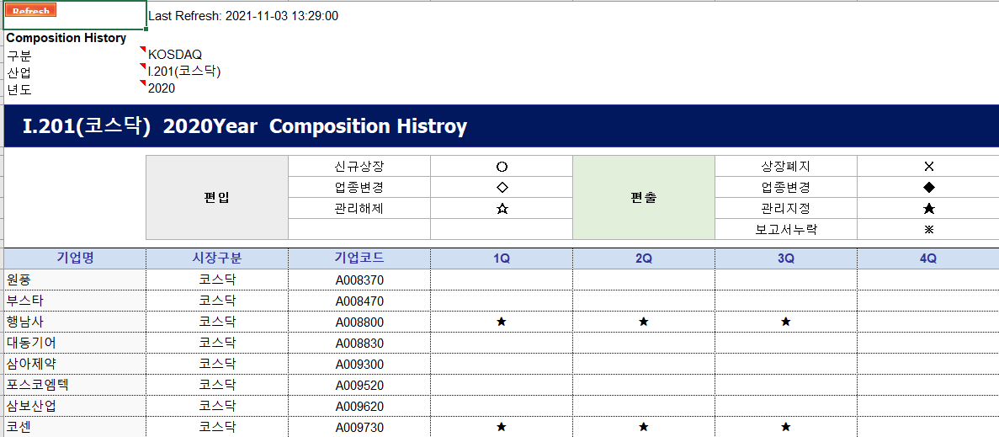 Refresh
Last Refresh: 2021-11-03 13:29:00
Composition History
구분 KOSDAQ
산업 I.201(코스닥)
년도 2020
I.201(코스닥) 2020Year Composition Histroy
편입 신규상장 ○ 편출 상장폐지 ×
업종변경 ◇ 업종변경 ◆
관리해제 ☆ 관리지정 ★
보고서누락 ※
기업명 시장구분 기업코드 1Q 2Q 3Q 4Q
원풍 코스닥 A008370
부스타 코스닥 A008470
행남사 코스닥 A008800 ★ ★ ★
대동기어 코스닥 A008830
삼아제약 코스닥 A009300
포스코엠텍 코스닥 A009520
삼보산업 코스닥 A009620
코센 코스닥 A009730 ★ ★ ★